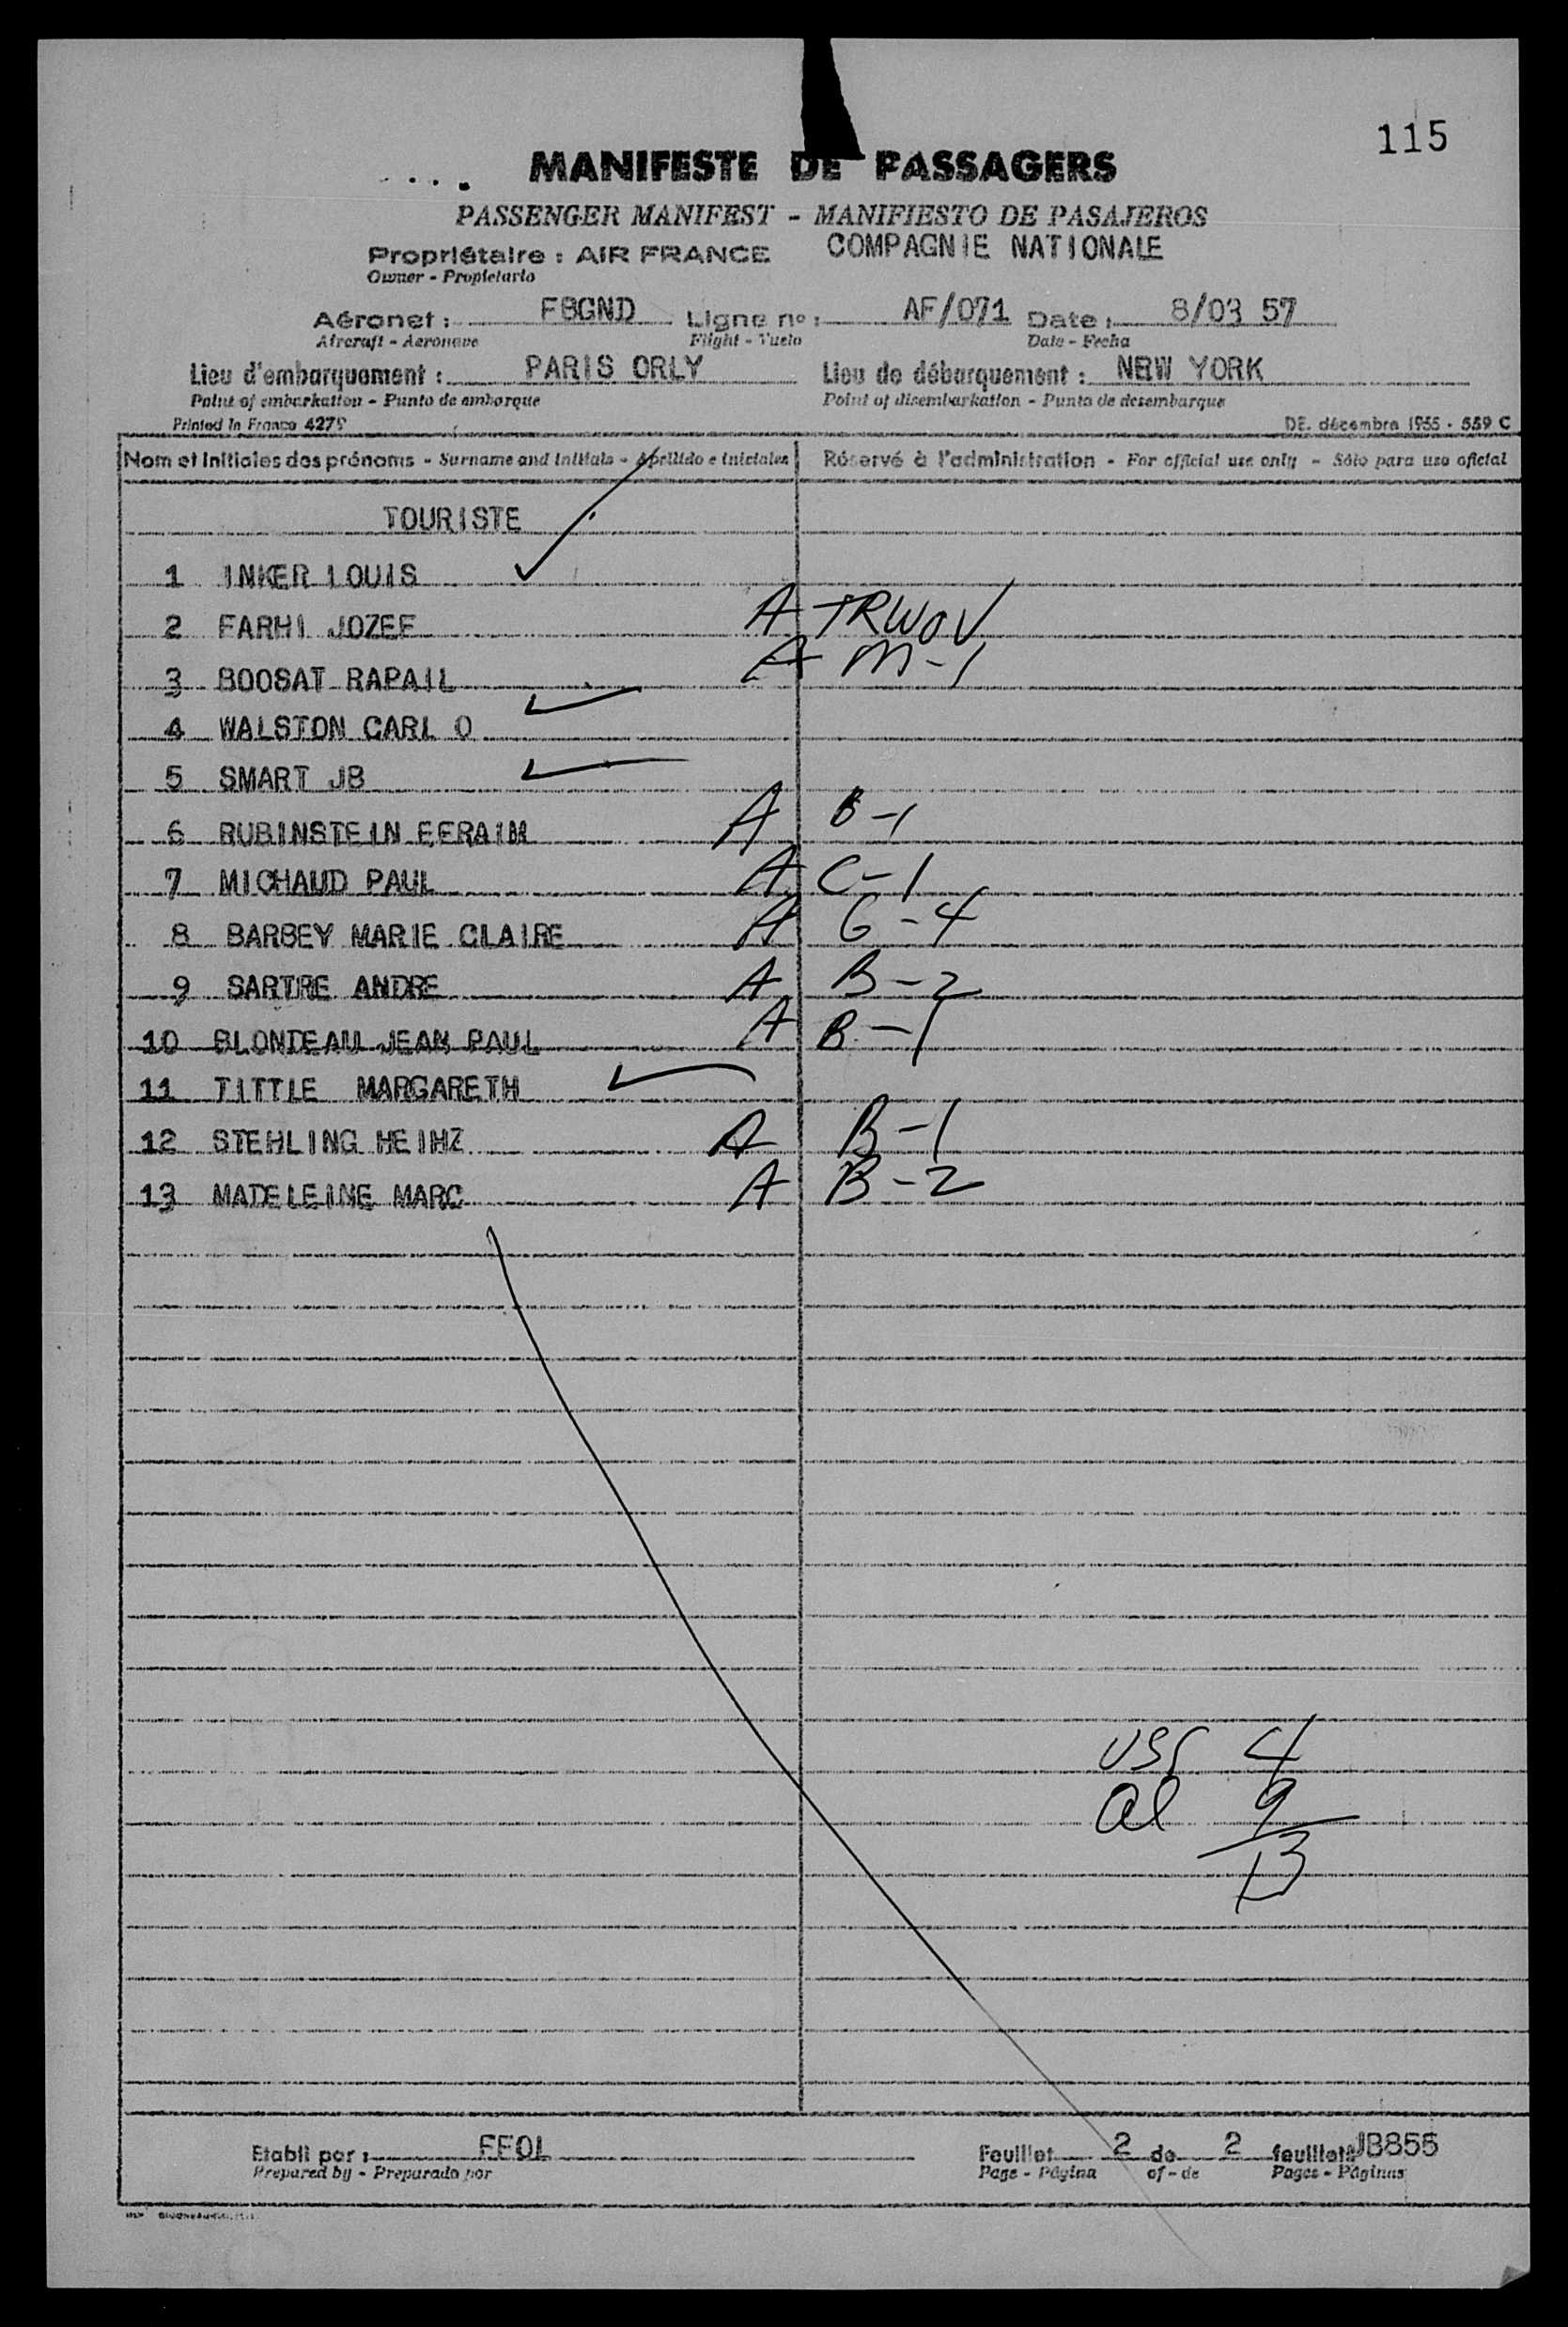 115
MANIFESTE DE PASSAGERS
PASSENGER MANIFEST - MANIFIESTO DE PASAJEROS
Propriétaire : AIR FRANCE COMPAGNIE NATIONALE
Owner - Propietario
Aéronef : FBGND Ligne nº : AF/071 Date : 8/03 57
Aircraft - Aeronave Flight - Vuelo Date - Fecha
Lieu d'embarquement : PARIS ORLY Lieu de débarquement : NEW YORK
Point of embarkation - Punto de embarque Point of disembarkation - Punto de desembarque
Printed in France 4279 DE. décembre 1955 - 559 C
Nom et Initiales des prénoms - Surname and initials - Apellido e iniciales Réservé à l'administration - For official use only - Sólo para uso oficial
TOURISTE
1 INKER LOUIS
2 FARHI JOZEF A TRWOV
3 BOOSAT RAPAIL A M-1
4 WALSTON CARL O
5 SMART JB
6 RUBINSTEIN EFRAIM A B-1
7 MICHAUD PAUL A C-1
8 BARBEY MARIE CLAIRE A G-4
9 SARTRE ANDRE A B-2
10 BLONDEAU JEAN PAUL A B-1
11 TITTLE MARGARETH
12 STEHLING HEINZ A B-1
13 MADELEINE MARC A B-2
USC 4
al 9
13
Etabli par : FFOL Feuillet 2 de 2 feuillets JB855
Prepared by - Preparado por Page - Página of - de Pages - Páginas